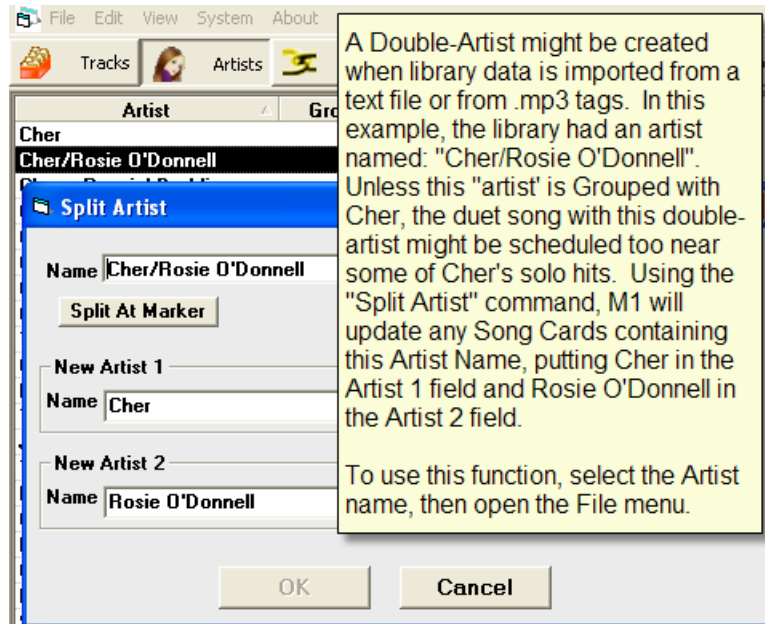 File Edit View System About
Tracks Artists
Artist
Cher
Cher/Rosie O'Donnell
Split Artist
Name Cher/Rosie O'Donnell
Split At Marker
New Artist 1
Name Cher
New Artist 2
Name Rosie O'Donnell
OK Cancel
A Double-Artist might be created
when library data is imported from a
text file or from .mp3 tags.  In this
example, the library had an artist
named: "Cher/Rosie O'Donnell".
Unless this "artist' is Grouped with
Cher, the duet song with this double-
artist might be scheduled too near
some of Cher's solo hits.  Using the
"Split Artist" command, M1 will
update any Song Cards containing
this Artist Name, putting Cher in the
Artist 1 field and Rosie O'Donnell in
the Artist 2 field.
To use this function, select the Artist
name, then open the File menu.